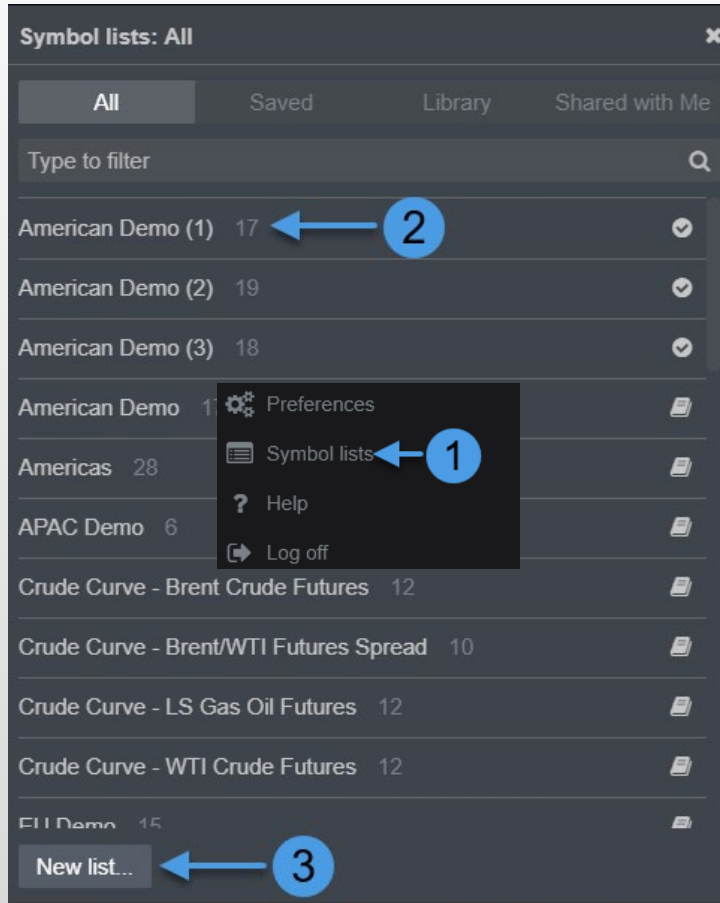 Symbol lists: All
All Saved Library Shared with Me
Type to filter
American Demo (1) 17
2
American Demo (2) 19
American Demo (3) 18
American Demo
Preferences
Americas 28
Symbol lists
1
Help
APAC Demo 6
Log off
Crude Curve - Brent Crude Futures 12
Crude Curve - Brent/WTI Futures Spread 10
Crude Curve - LS Gas Oil Futures 12
Crude Curve - WTI Crude Futures 12
EU Demo 15
New list...
3